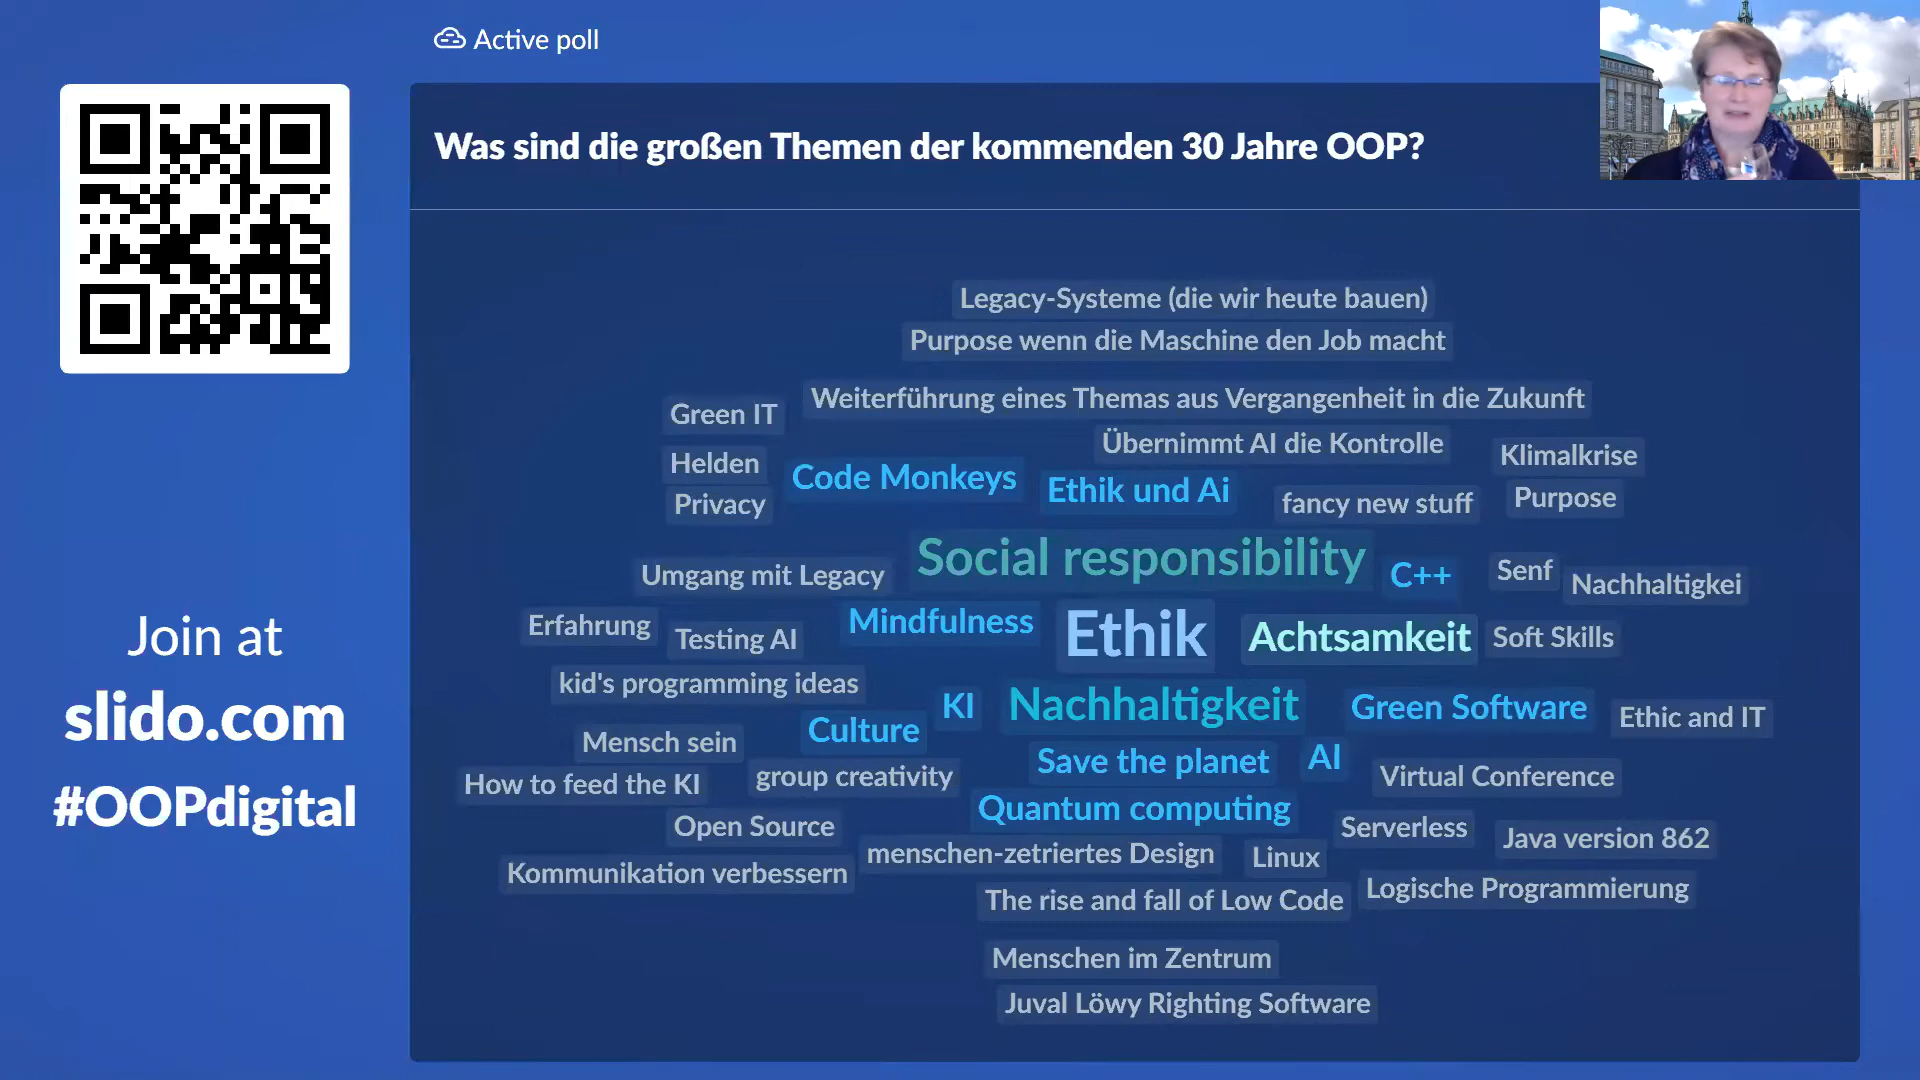 Active poll
Was sind die großen Themen der kommenden 30 Jahre OOP?
Join at
slido.com
#OOPdigital
Legacy-Systeme (die wir heute bauen)
Purpose wenn die Maschine den Job macht
Weiterführung eines Themas aus Vergangenheit in die Zukunft
Green IT
Übernimmt AI die Kontrolle
Klimalkrise
Helden
Code Monkeys
Ethik und Ai
fancy new stuff
Purpose
Privacy
Social responsibility
Umgang mit Legacy
C++
Senf
Nachhaltigkei
Erfahrung
Testing AI
Mindfulness
Ethik
Achtsamkeit
Soft Skills
kid's programming ideas
KI
Nachhaltigkeit
Green Software
Ethic and IT
Mensch sein
Culture
Save the planet
AI
Virtual Conference
How to feed the KI
group creativity
Quantum computing
Open Source
Serverless
Java version 862
Kommunikation verbessern
menschen-zetriertes Design
Linux
The rise and fall of Low Code
Logische Programmierung
Menschen im Zentrum
Juval Löwy Righting Software